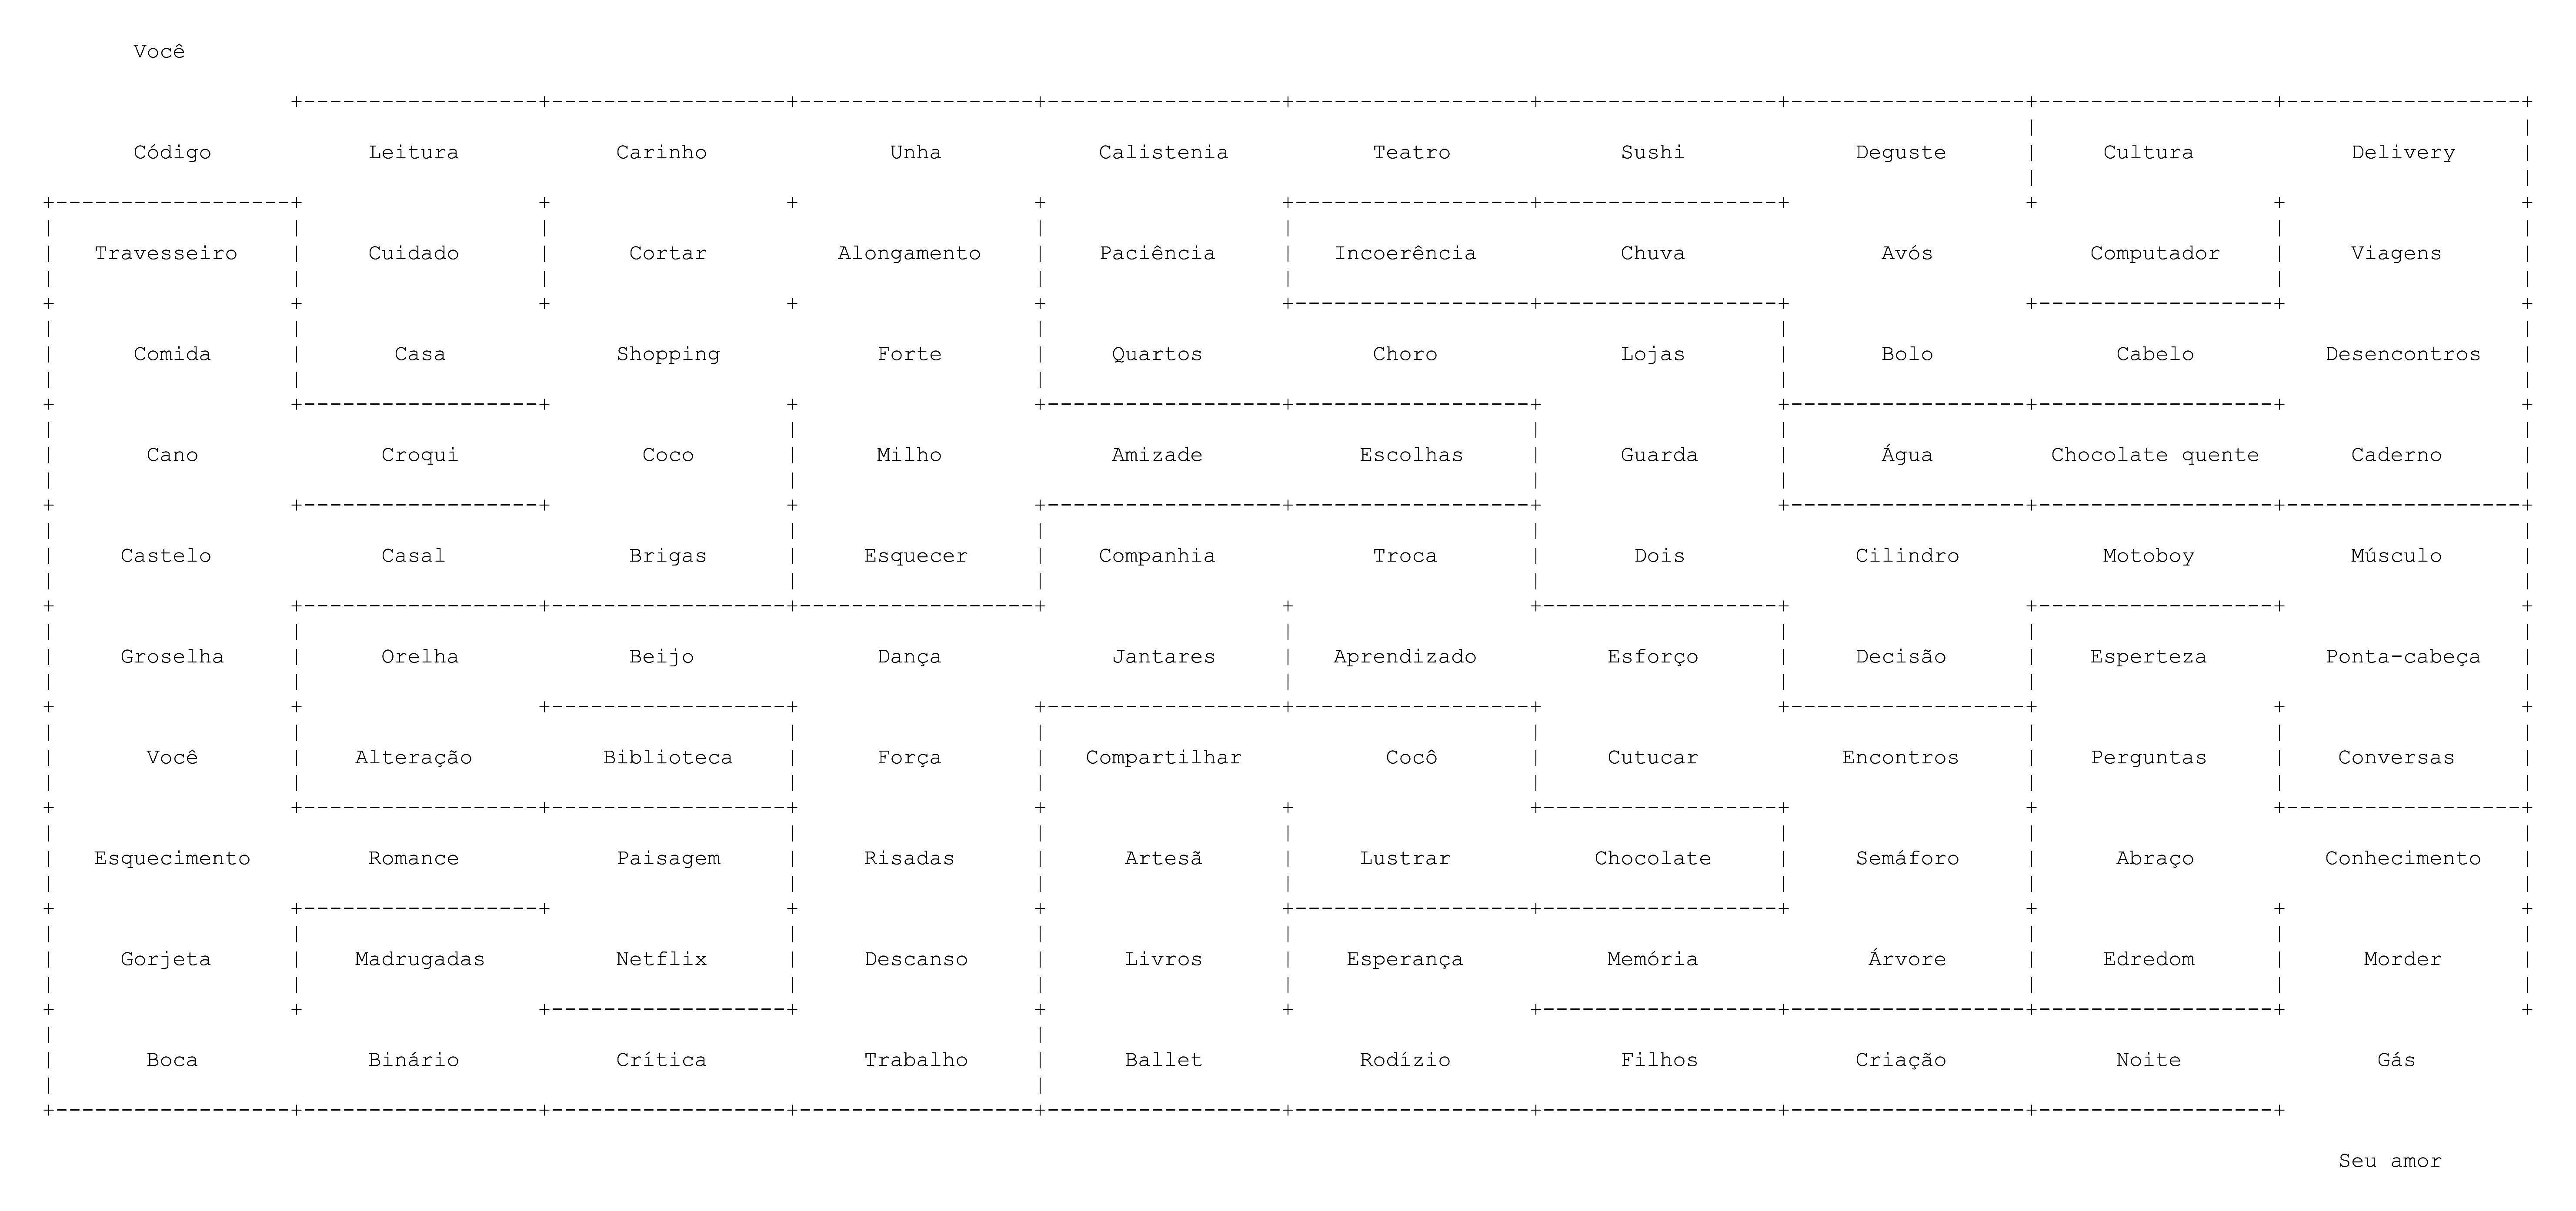 Você
Código Leitura Carinho Unha Calistenia Teatro Sushi Deguste Cultura Delivery
Travesseiro Cuidado Cortar Alongamento Paciência Incoerência Chuva Avós Computador Viagens
Comida Casa Shopping Forte Quartos Choro Lojas Bolo Cabelo Desencontros
Cano Croqui Coco Milho Amizade Escolhas Guarda Água Chocolate quente Caderno
Castelo Casal Brigas Esquecer Companhia Troca Dois Cilindro Motoboy Músculo
Groselha Orelha Beijo Dança Jantares Aprendizado Esforço Decisão Esperteza Ponta-cabeça
Você Alteração Biblioteca Força Compartilhar Cocô Cutucar Encontros Perguntas Conversas
Esquecimento Romance Paisagem Risadas Artesã Lustrar Chocolate Semáforo Abraço Conhecimento
Gorjeta Madrugadas Netflix Descanso Livros Esperança Memória Árvore Edredom Morder
Boca Binário Crítica Trabalho Ballet Rodízio Filhos Criação Noite Gás
Seu amor